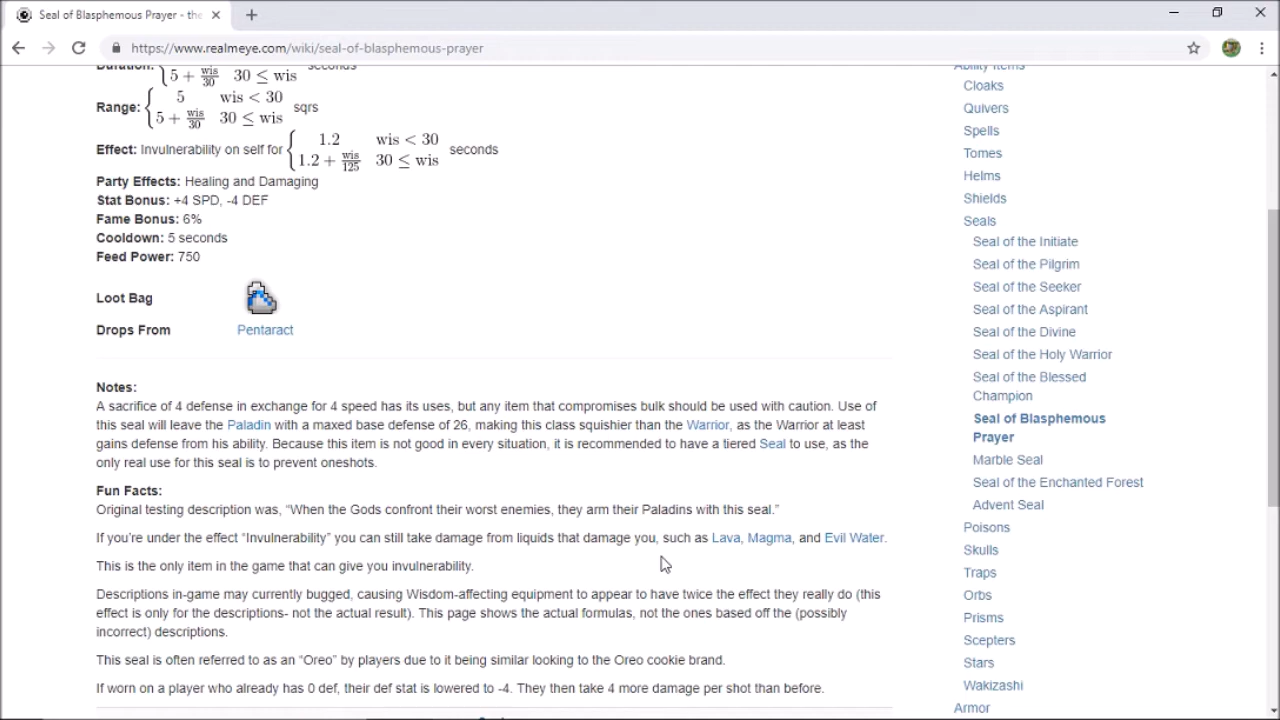 Seal of Blasphemous Prayer - the
https://www.realmeye.com/wiki/seal-of-blasphemous-prayer
Duration: { 5 + wis/30 30 ≤ wis seconds
Range: { 5 wis < 30
5 + wis/30 30 ≤ wis sqrs
Effect: Invulnerability on self for { 1.2 wis < 30
1.2 + wis/125 30 ≤ wis seconds
Party Effects: Healing and Damaging
Stat Bonus: +4 SPD, -4 DEF
Fame Bonus: 6%
Cooldown: 5 seconds
Feed Power: 750
Loot Bag
Drops From Pentaract
Notes:
A sacrifice of 4 defense in exchange for 4 speed has its uses, but any item that compromises bulk should be used with caution. Use of
this seal will leave the Paladin with a maxed base defense of 26, making this class squishier than the Warrior, as the Warrior at least
gains defense from his ability. Because this item is not good in every situation, it is recommended to have a tiered Seal to use, as the
only real use for this seal is to prevent oneshots.
Fun Facts:
Original testing description was, “When the Gods confront their worst enemies, they arm their Paladins with this seal.”
If you’re under the effect “Invulnerability” you can still take damage from liquids that damage you, such as Lava, Magma, and Evil Water.
This is the only item in the game that can give you invulnerability.
Descriptions in-game may currently bugged, causing Wisdom-affecting equipment to appear to have twice the effect they really do (this
effect is only for the descriptions- not the actual result). This page shows the actual formulas, not the ones based off the (possibly
incorrect) descriptions.
This seal is often referred to as an “Oreo” by players due to it being similar looking to the Oreo cookie brand.
If worn on a player who already has 0 def, their def stat is lowered to -4. They then take 4 more damage per shot than before.
Ability Items
Cloaks
Quivers
Spells
Tomes
Helms
Shields
Seals
Seal of the Initiate
Seal of the Pilgrim
Seal of the Seeker
Seal of the Aspirant
Seal of the Divine
Seal of the Holy Warrior
Seal of the Blessed
Champion
Seal of Blasphemous
Prayer
Marble Seal
Seal of the Enchanted Forest
Advent Seal
Poisons
Skulls
Traps
Orbs
Prisms
Scepters
Stars
Wakizashi
Armor